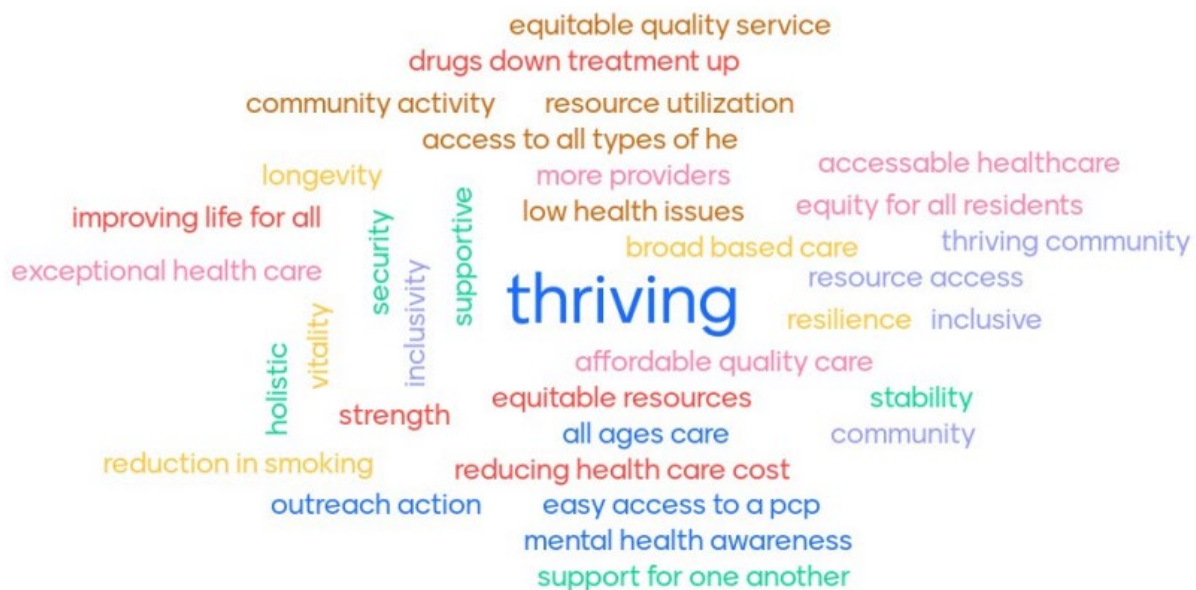 equitable quality service
drugs down treatment up
community activity
resource utilization
access to all types of he
longevity
more providers
accessable healthcare
improving life for all
security
supportive
low health issues
equity for all residents
broad based care
thriving community
exceptional health care
inclusivity
thriving
resource access
vitality
resilience
inclusive
holistic
affordable quality care
strength
equitable resources
stability
all ages care
community
reduction in smoking
reducing health care cost
outreach action
easy access to a pcp
mental health awareness
support for one another